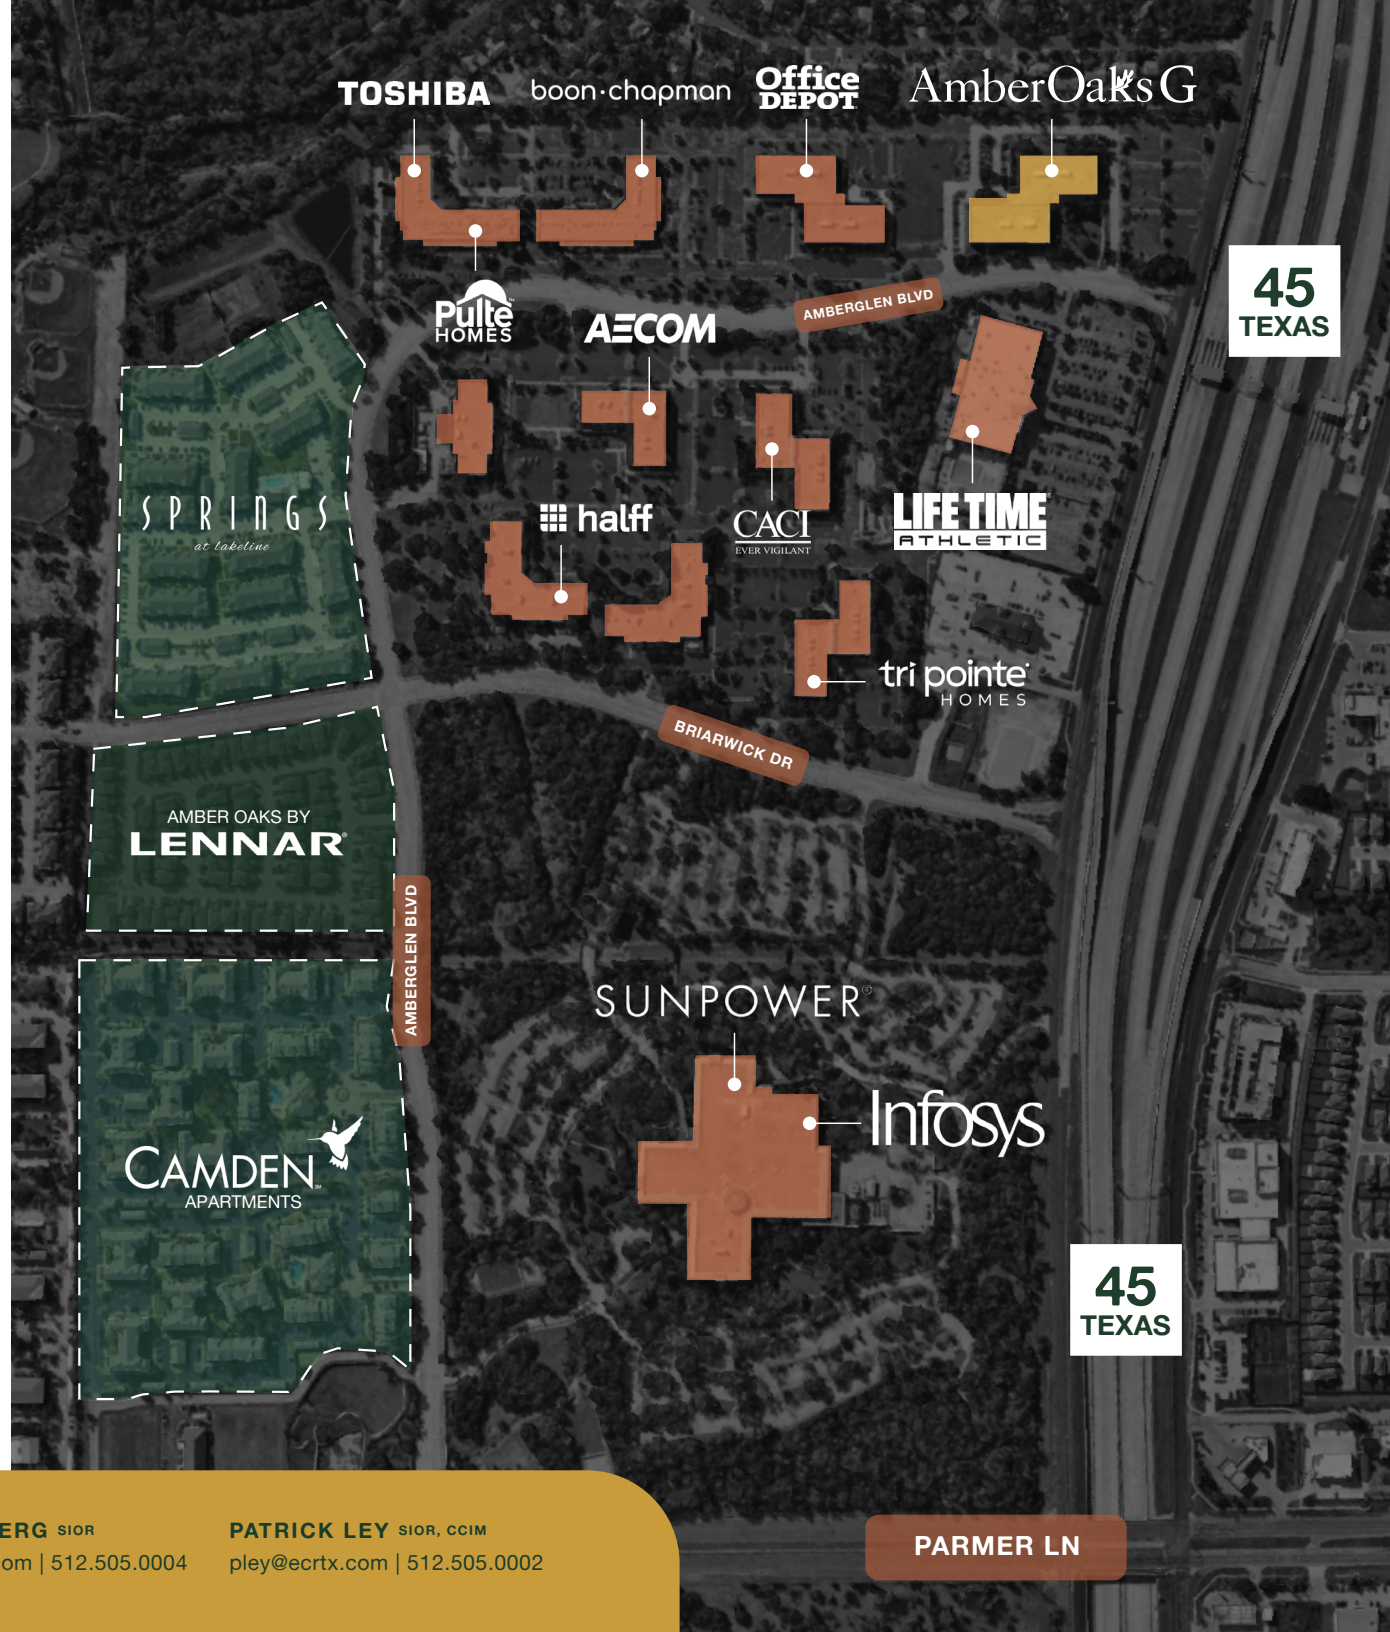 TOSHIBA
boon·chapman
Office
DEPOT
AmberOaks G
45
TEXAS
AMBERGLEN BLVD
Pulte
HOMES
AECOM
SPRINGS
at lakeline
halff
CACI
EVER VIGILANT
LIFE TIME
ATHLETIC
tri pointe
HOMES
BRIARWICK DR
AMBER OAKS BY
LENNAR
AMBERGLEN BLVD
SUNPOWER®
Infosys
CAMDEN
APARTMENTS
45
TEXAS
ERG SIOR
com | 512.505.0004
PATRICK LEY SIOR, CCIM
pley@ecrtx.com | 512.505.0002
PARMER LN